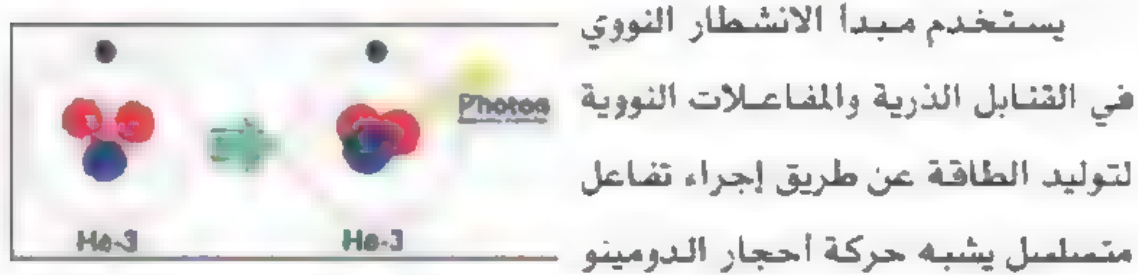 يستخدم مبدأ الانشطار النووي
في القنابل الذرية والمفاعلات النووية
لتوليد الطاقة عن طريق إجراء تفاعل
متسلسل يشبه حركة أحجار الدومينو
Photon
He-3
He-3